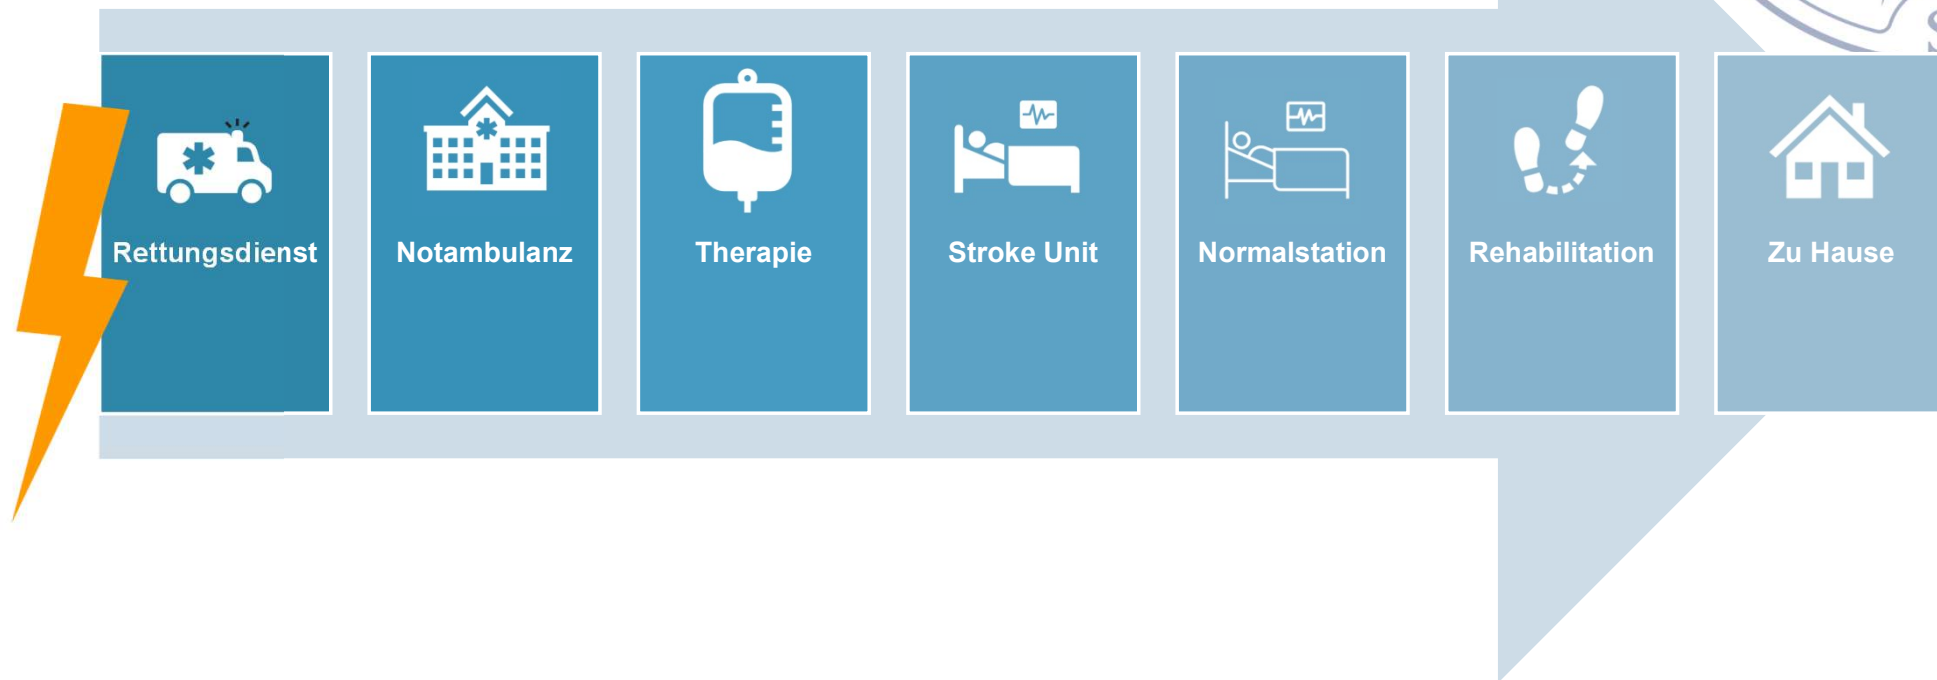 Rettungsdienst
Notambulanz
Therapie
Stroke Unit
Normalstation
Rehabilitation
Zu Hause